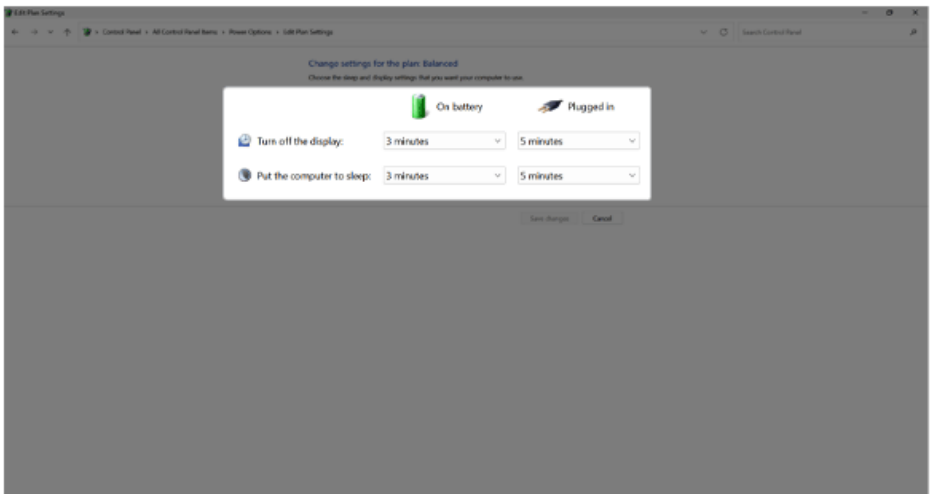 Edit Plan Settings
Control Panel › All Control Panel Items › Power Options › Edit Plan Settings
Search Control Panel
Change settings for the plan: Balanced
Choose the sleep and display settings that you want your computer to use.
On battery Plugged in
Turn off the display: 3 minutes 5 minutes
Put the computer to sleep: 3 minutes 5 minutes
Save changes Cancel